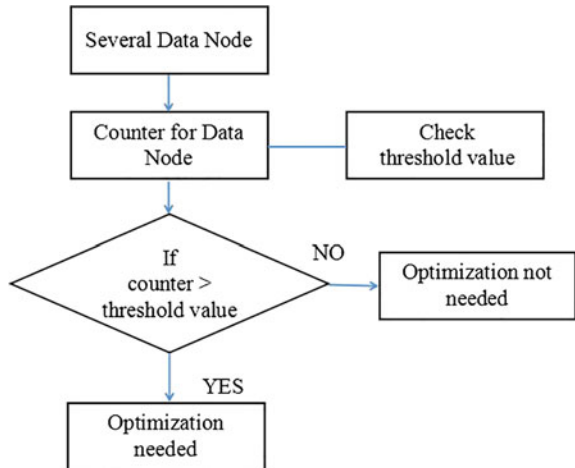 Several Data Node
Counter for Data
Node
Check
threshold value
If
counter >
threshold value
NO
Optimization not
needed
YES
Optimization
needed